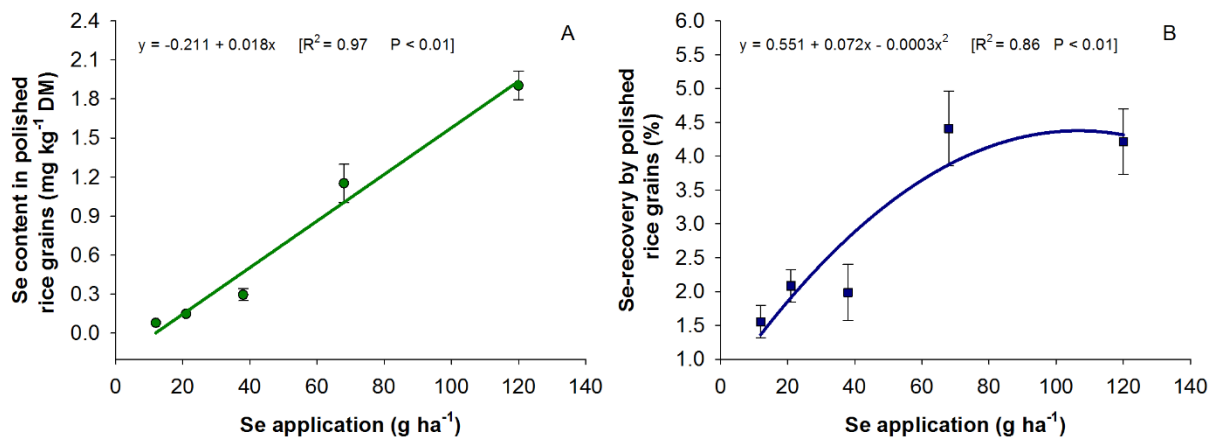 y = -0.211 + 0.018x [R² = 0.97 P < 0.01]
A
Se content in polished
rice grains (mg kg⁻¹ DM)
2.4
2.1
1.8
1.5
1.2
0.9
0.6
0.3
0.0
0 20 40 60 80 100 120 140
Se application (g ha⁻¹)
y = 0.551 + 0.072x - 0.0003x² [R² = 0.86 P < 0.01]
B
Se-recovery by polished
rice grains (%)
6.0
5.5
5.0
4.5
4.0
3.5
3.0
2.5
2.0
1.5
1.0
0 20 40 60 80 100 120 140
Se application (g ha⁻¹)